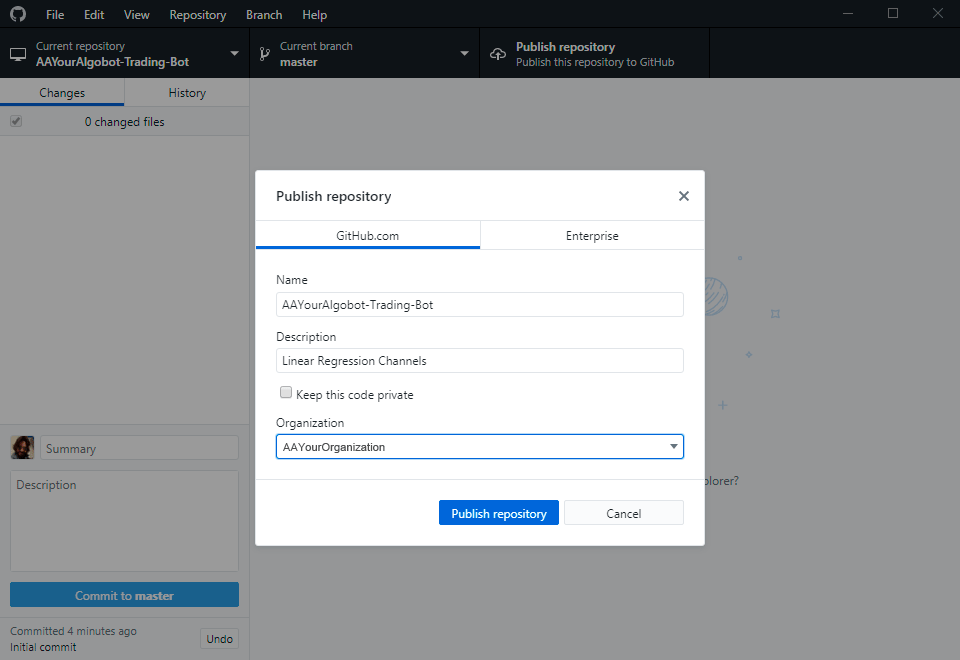 File Edit View Repository Branch Help
Current repository
AAYourAlgobot-Trading-Bot
Current branch
master
Publish repository
Publish this repository to GitHub
Changes History
0 changed files
Publish repository
GitHub.com Enterprise
Name
AAYourAlgobot-Trading-Bot
Description
Linear Regression Channels
Keep this code private
Organization
AAYourOrganization
Publish repository Cancel
plorer?
Summary
Description
Commit to master
Committed 4 minutes ago
Initial commit
Undo